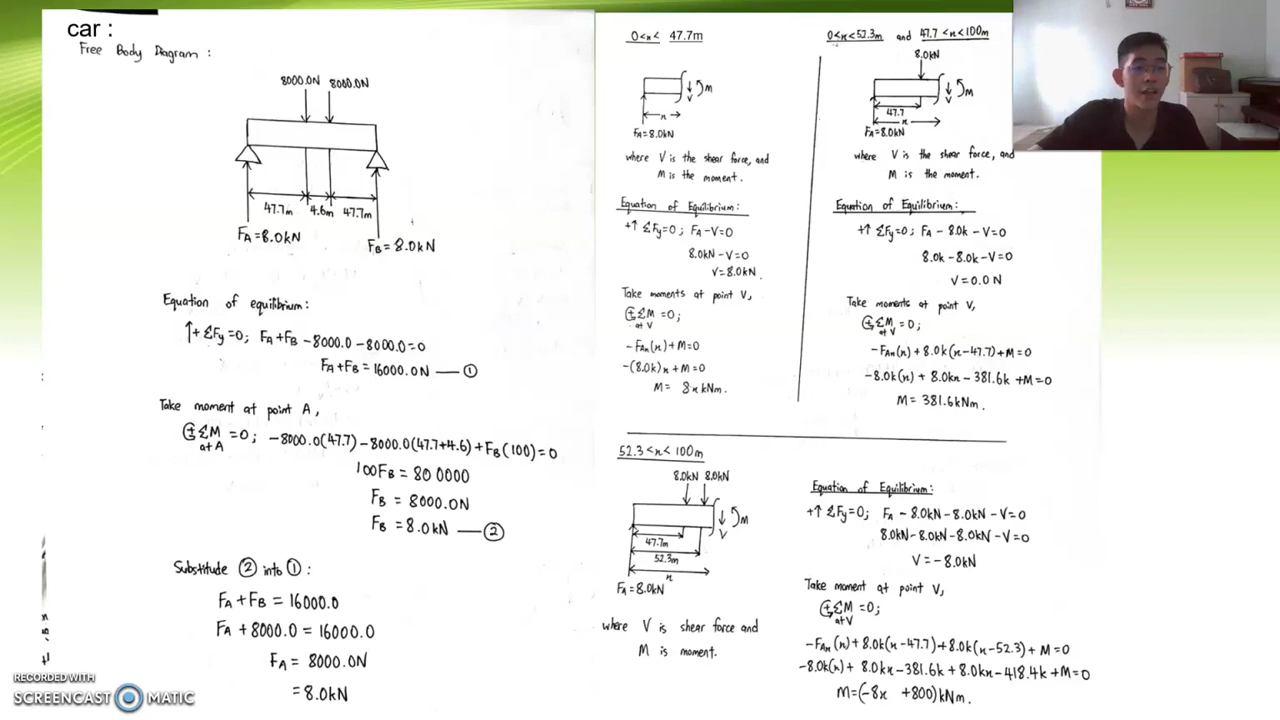 car :
Free Body Diagram :
8000.0N 8000.0N
47.7m 4.6m 47.7m
FA=8.0kN
FB=8.0kN
Equation of equilibrium:
↑+ ΣFy=0; FA+FB -8000.0-8000.0=0
FA+FB=16000.0N —— ①
Take moment at point A,
ΣM at A =0; -8000.0(47.7)-8000.0(47.7+4.6)+FB(100)=0
100FB = 80 0000
FB = 8000.0N
FB = 8.0kN —— ②
Substitude ② into ① :
FA+FB = 16000.0
FA + 8000.0 = 16000.0
FA = 8000.0N
= 8.0kN
0<x< 47.7m
M
V
x
FA=8.0kN
where V is the shear force, and
M is the moment.
Equation of Equilibrium:
+↑ ΣFy=0; FA-V=0
8.0kN-V=0
V=8.0kN.
Take moments at point V,
ΣM at V =0;
-FAx(x)+M=0
-(8.0k)x+M=0
M= 8x kNm.
0<x<52.3m and 47.7<x<100m
8.0kN
M
V
47.7
x
FA=8.0kN
where V is the shear force, and
M is the moment.
Equation of Equilibrium:
+↑ ΣFy=0; FA - 8.0k - V=0
8.0k-8.0k-V=0
V=0.0 N
Take moments at point V,
ΣM at V =0;
-FAx(x)+8.0k(x-47.7)+M=0
-8.0k(x)+ 8.0kx- 381.6k +M=0
M= 381.6kNm.
52.3<x< 100m
8.0kN 8.0kN
M
V
47.7m
52.3m
x
FA=8.0kN
where V is shear force and
M is moment.
Equation of Equilibrium:
+↑ ΣFy=0; FA - 8.0kN - 8.0kN - V=0
8.0kN-8.0kN-8.0kN -V=0
V= -8.0kN
Take moment at point V,
ΣM at V =0;
-FAx(x)+8.0k(x-47.7)+8.0k(x-52.3)+M=0
-8.0k(x)+ 8.0kx-381.6k+8.0kx-418.4k+M=0
M=(-8x +800)kNm.
RECORDED WITH
SCREENCAST MATIC